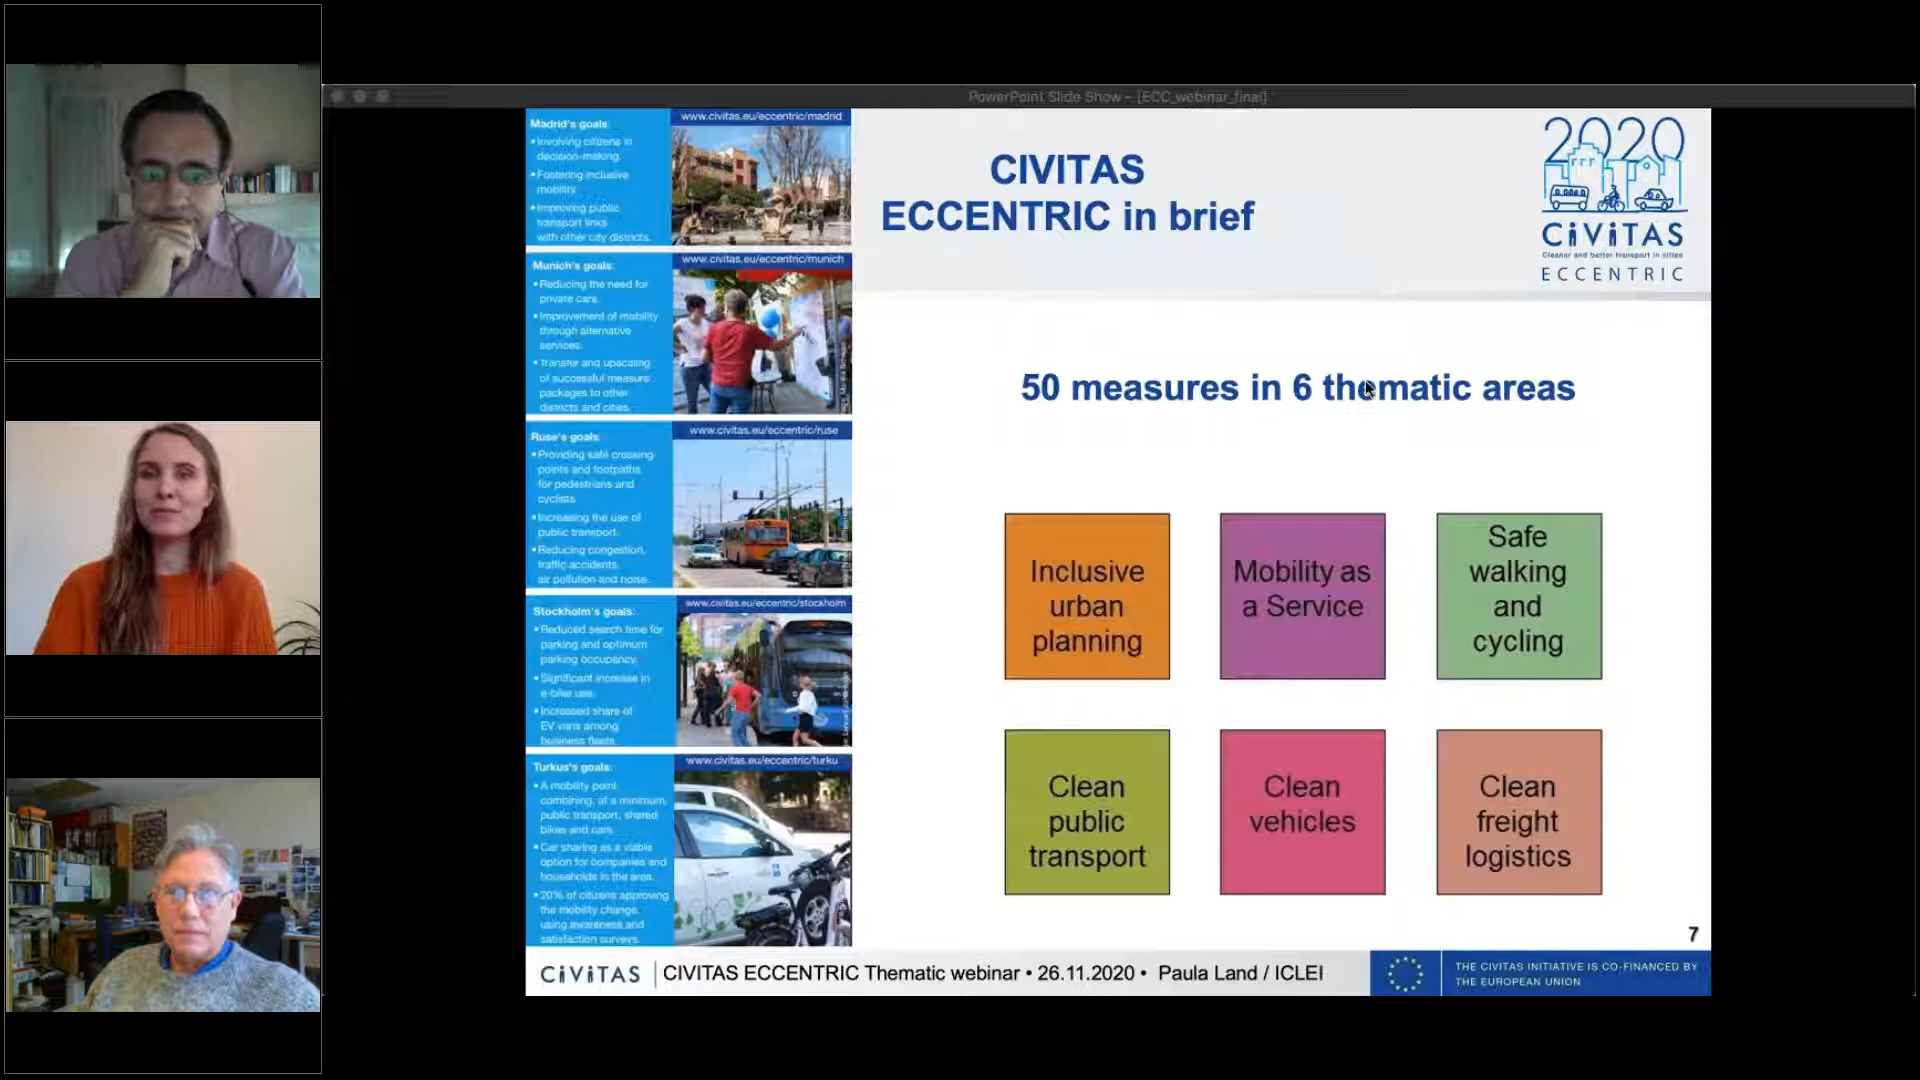 PowerPoint Slide Show - [ECC_webinar_final]
Madrid's goals:
• Involving citizens in
decision-making.
• Fostering inclusive
mobility.
• Improving public
transport links
with other city districts.
www.civitas.eu/eccentric/madrid
Munich's goals:
• Reducing the need for
private cars.
• Improvement of mobility
through alternative
services.
• Transfer and upscaling
of successful measure
packages to other
districts and cities.
www.civitas.eu/eccentric/munich
Ruse's goals:
• Providing safe crossing-
points and footpaths
for pedestrians and
cyclists
• Increasing the use of
public transport.
• Reducing congestion,
traffic accidents,
air pollution and noise.
www.civitas.eu/eccentric/ruse
Stockholm's goals:
• Reduced search time for
parking and optimum
parking occupancy.
• Significant increase in
e-bike use.
• Increased share of
EV vans among
business fleets.
www.civitas.eu/eccentric/stockholm
Turkus's goals:
• A mobility point
combining, at a minimum,
public transport, shared
bikes and cars.
• Car sharing as a viable
option for companies and
households in the area.
• 20% of citizens approving
the mobility change,
using awareness and
satisfaction surveys.
www.civitas.eu/eccentric/turku
CIVITAS
ECCENTRIC in brief
2020
CiViTAS
Cleaner and better transport in cities
ECCENTRIC
50 measures in 6 thematic areas
Inclusive
urban
planning
Mobility as
a Service
Safe
walking
and
cycling
Clean
public
transport
Clean
vehicles
Clean
freight
logistics
7
CiViTAS
CIVITAS ECCENTRIC Thematic webinar • 26.11.2020 • Paula Land / ICLEI
THE CIVITAS INITIATIVE IS CO-FINANCED BY
THE EUROPEAN UNION